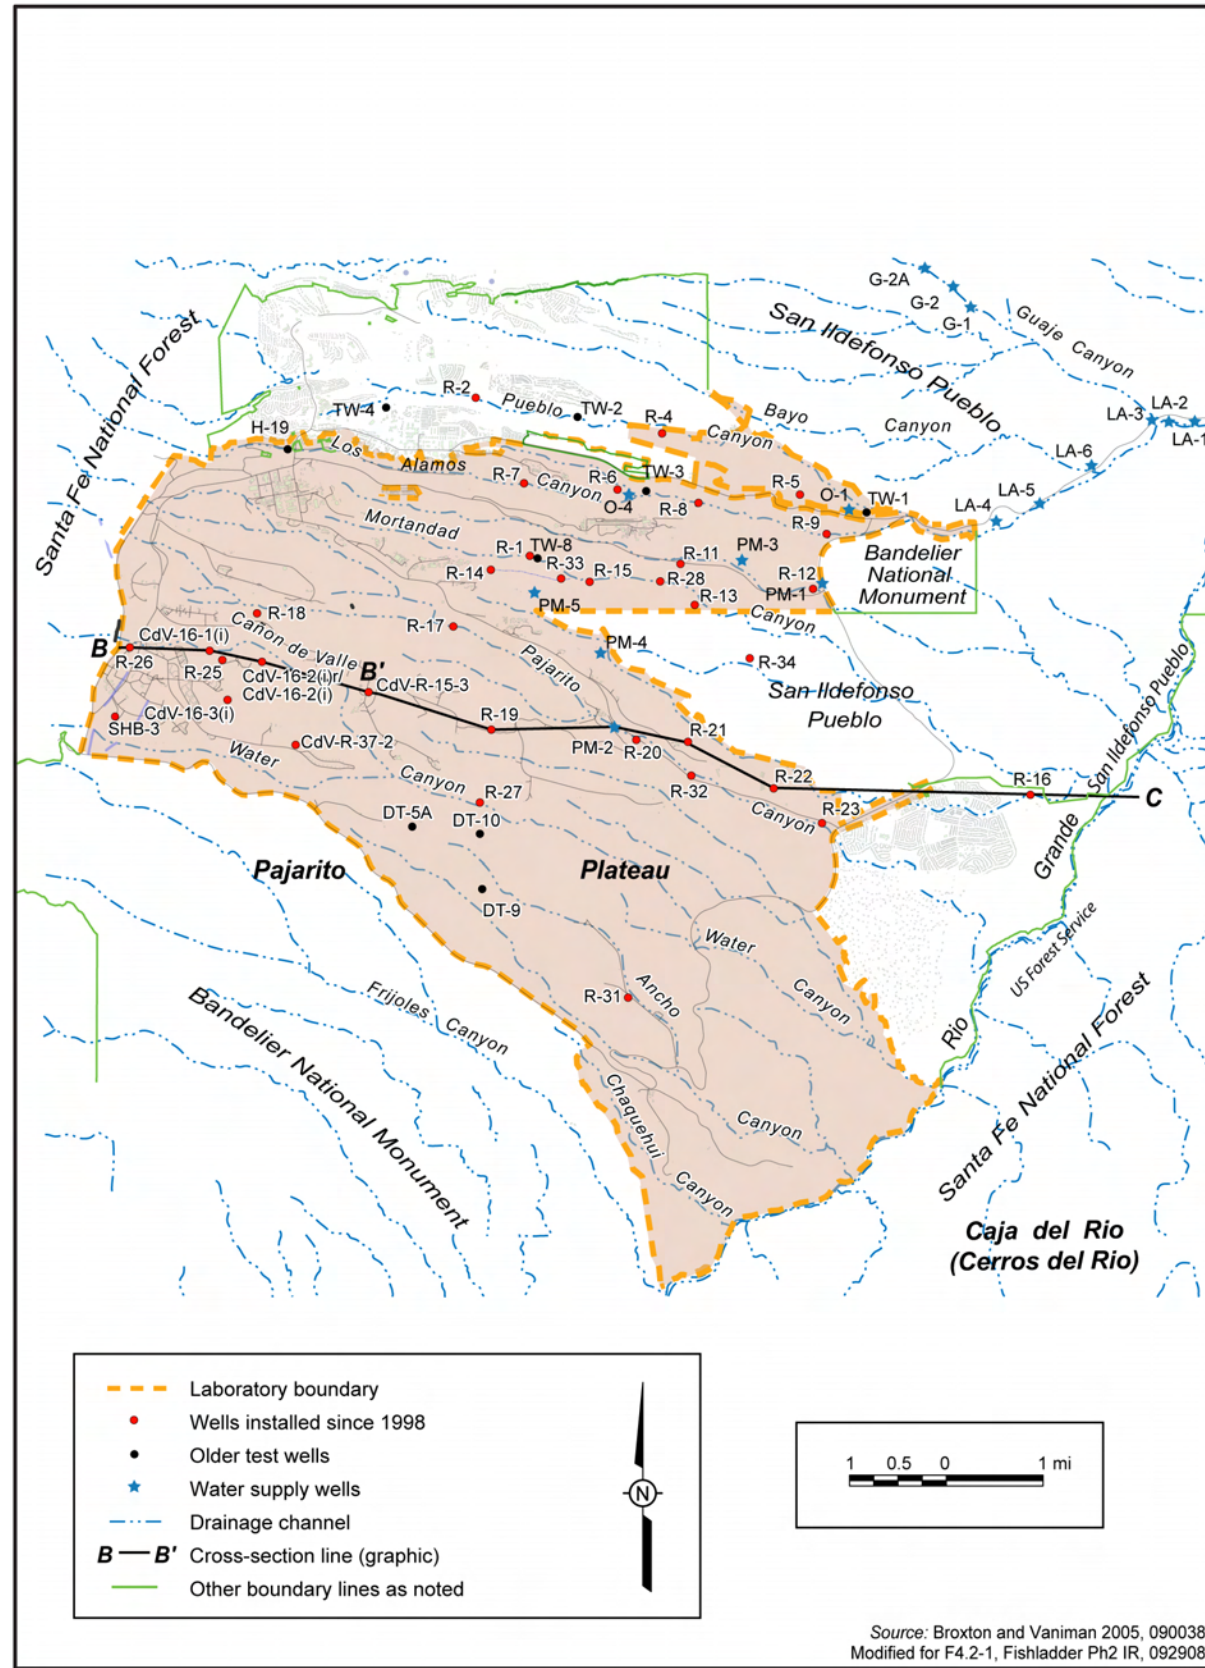 G-2A
G-2
G-1
San Ildefonso Pueblo
Guaje Canyon
Santa Fe National Forest
R-2
TW-4
Pueblo
TW-2
R-4
Bayo
Canyon
Canyon
LA-3
LA-2
LA-1
H-19
Los
Alamos
LA-6
R-7
Canyon
R-6
TW-3
O-4
R-8
R-5
O-1
TW-1
LA-5
LA-4
Mortandad
R-9
R-1
TW-8
R-33
R-11
PM-3
Bandelier
National
Monument
R-14
R-15
R-28
R-12
PM-1
PM-5
R-13
Canyon
R-18
R-17
Cañon de Valle
CdV-16-1(i)
B
R-26
R-25
CdV-16-2(i)r/
CdV-16-2(i)
B'
CdV-R-15-3
Pajarito
PM-4
R-34
San Ildefonso
Pueblo
San Ildefonso Pueblo
CdV-16-3(i)
SHB-3
R-19
CdV-R-37-2
PM-2
R-20
R-21
Water
Canyon
R-32
R-22
R-16
C
R-27
Canyon
R-23
DT-5A
DT-10
Grande
Pajarito
Plateau
DT-9
US Forest Service
Water
Canyon
R-31
Ancho
Frijoles Canyon
Bandelier National Monument
Rio
Santa Fe National Forest
Chaquehui
Canyon
Canyon
Caja del Rio
(Cerros del Rio)
Laboratory boundary
Wells installed since 1998
Older test wells
Water supply wells
Drainage channel
B B' Cross-section line (graphic)
Other boundary lines as noted
N
1 0.5 0 1 mi
Source: Broxton and Vaniman 2005, 090038
Modified for F4.2-1, Fishladder Ph2 IR, 092908